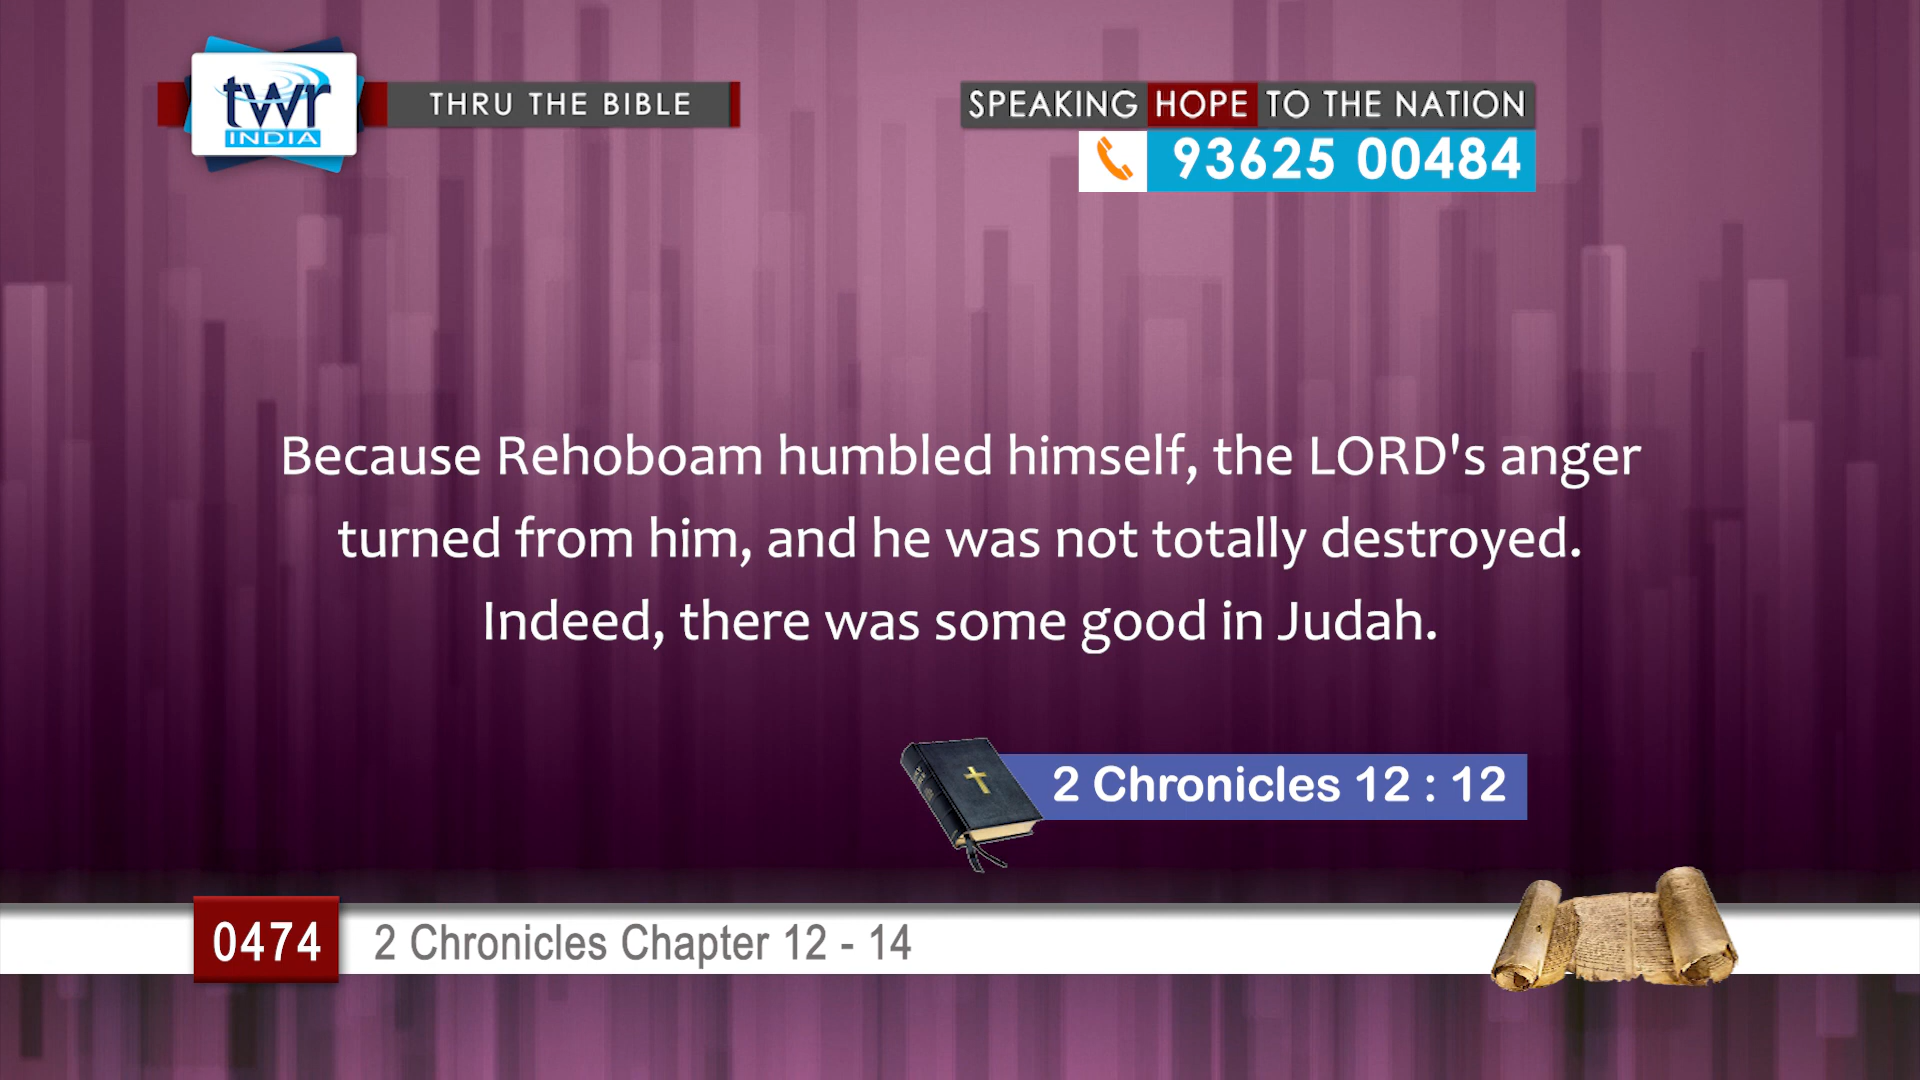 twr
INDIA
THRU THE BIBLE
SPEAKING HOPE TO THE NATION
93625 00484
Because Rehoboam humbled himself, the LORD's anger
turned from him, and he was not totally destroyed.
Indeed, there was some good in Judah.
2 Chronicles 12 : 12
0474
2 Chronicles Chapter 12 - 14